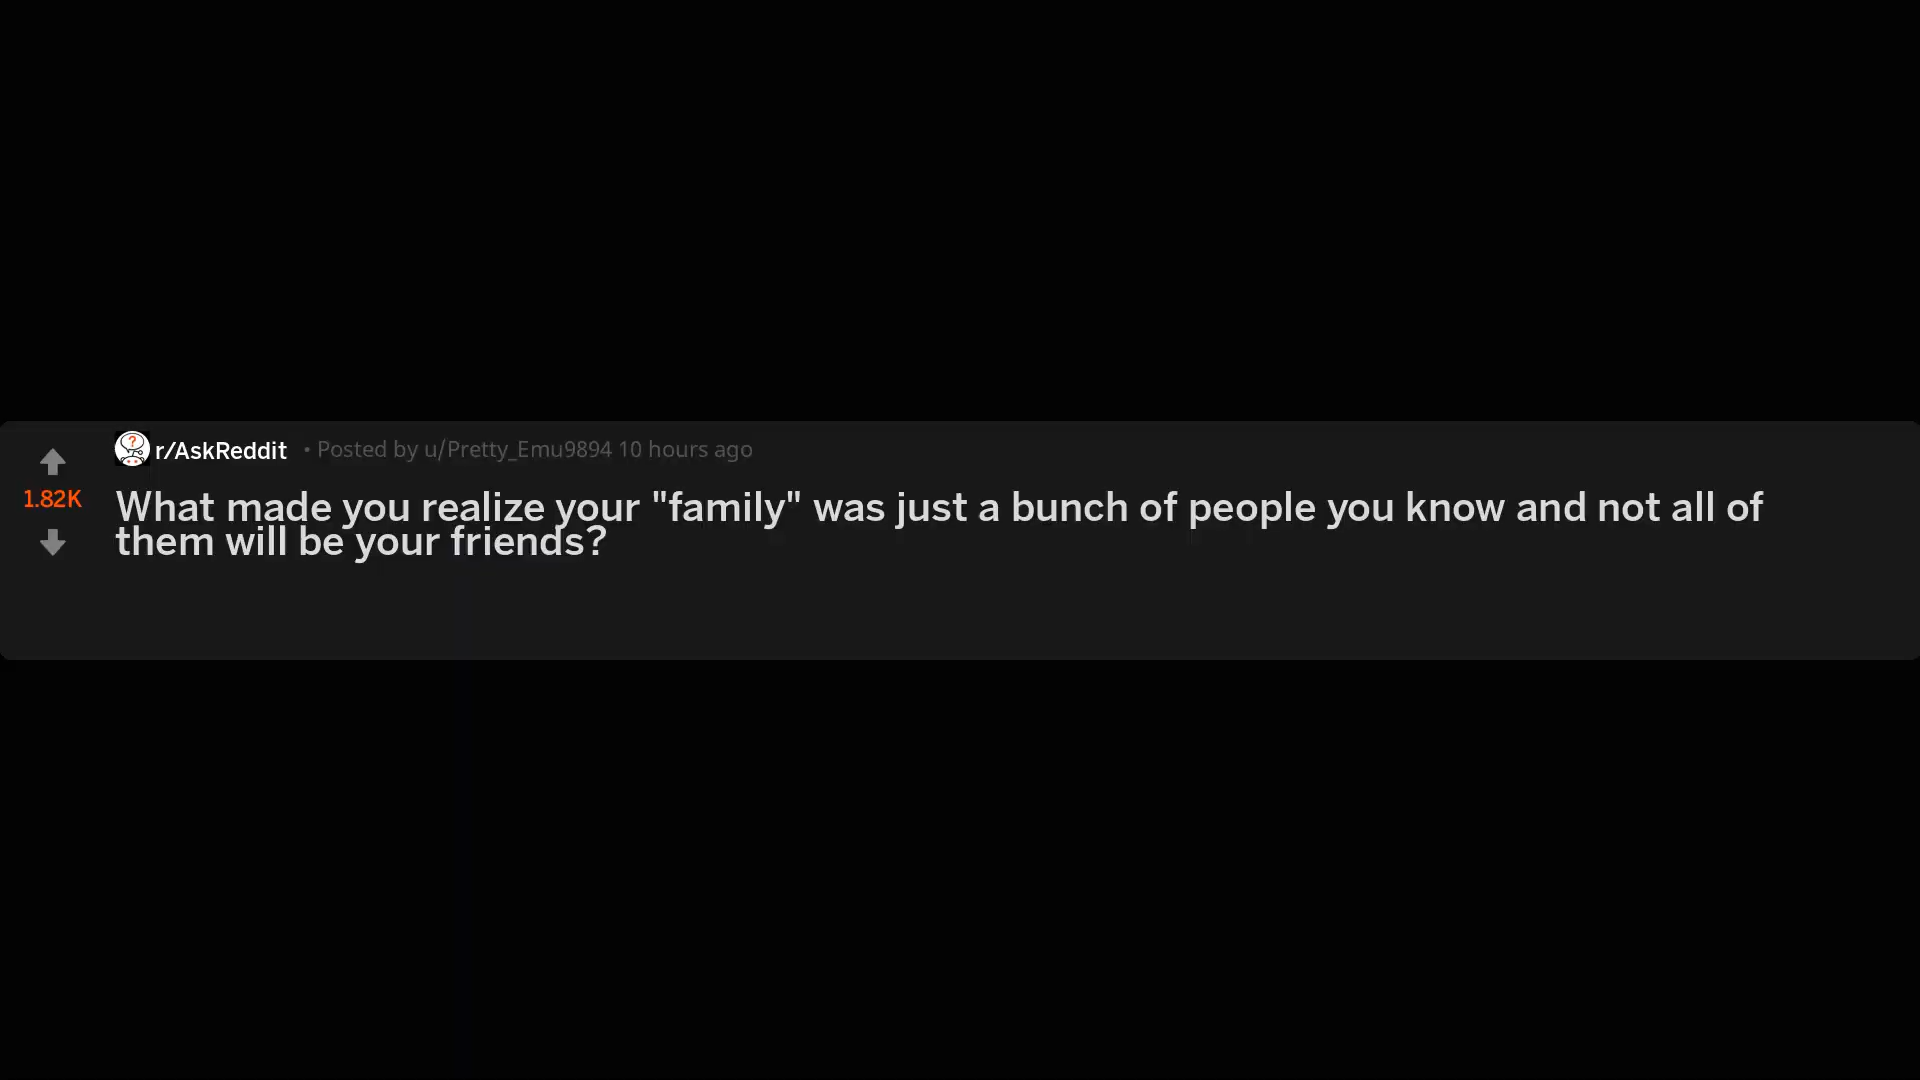 r/AskReddit • Posted by u/Pretty_Emu9894 10 hours ago
1.82K
What made you realize your "family" was just a bunch of people you know and not all of
them will be your friends?